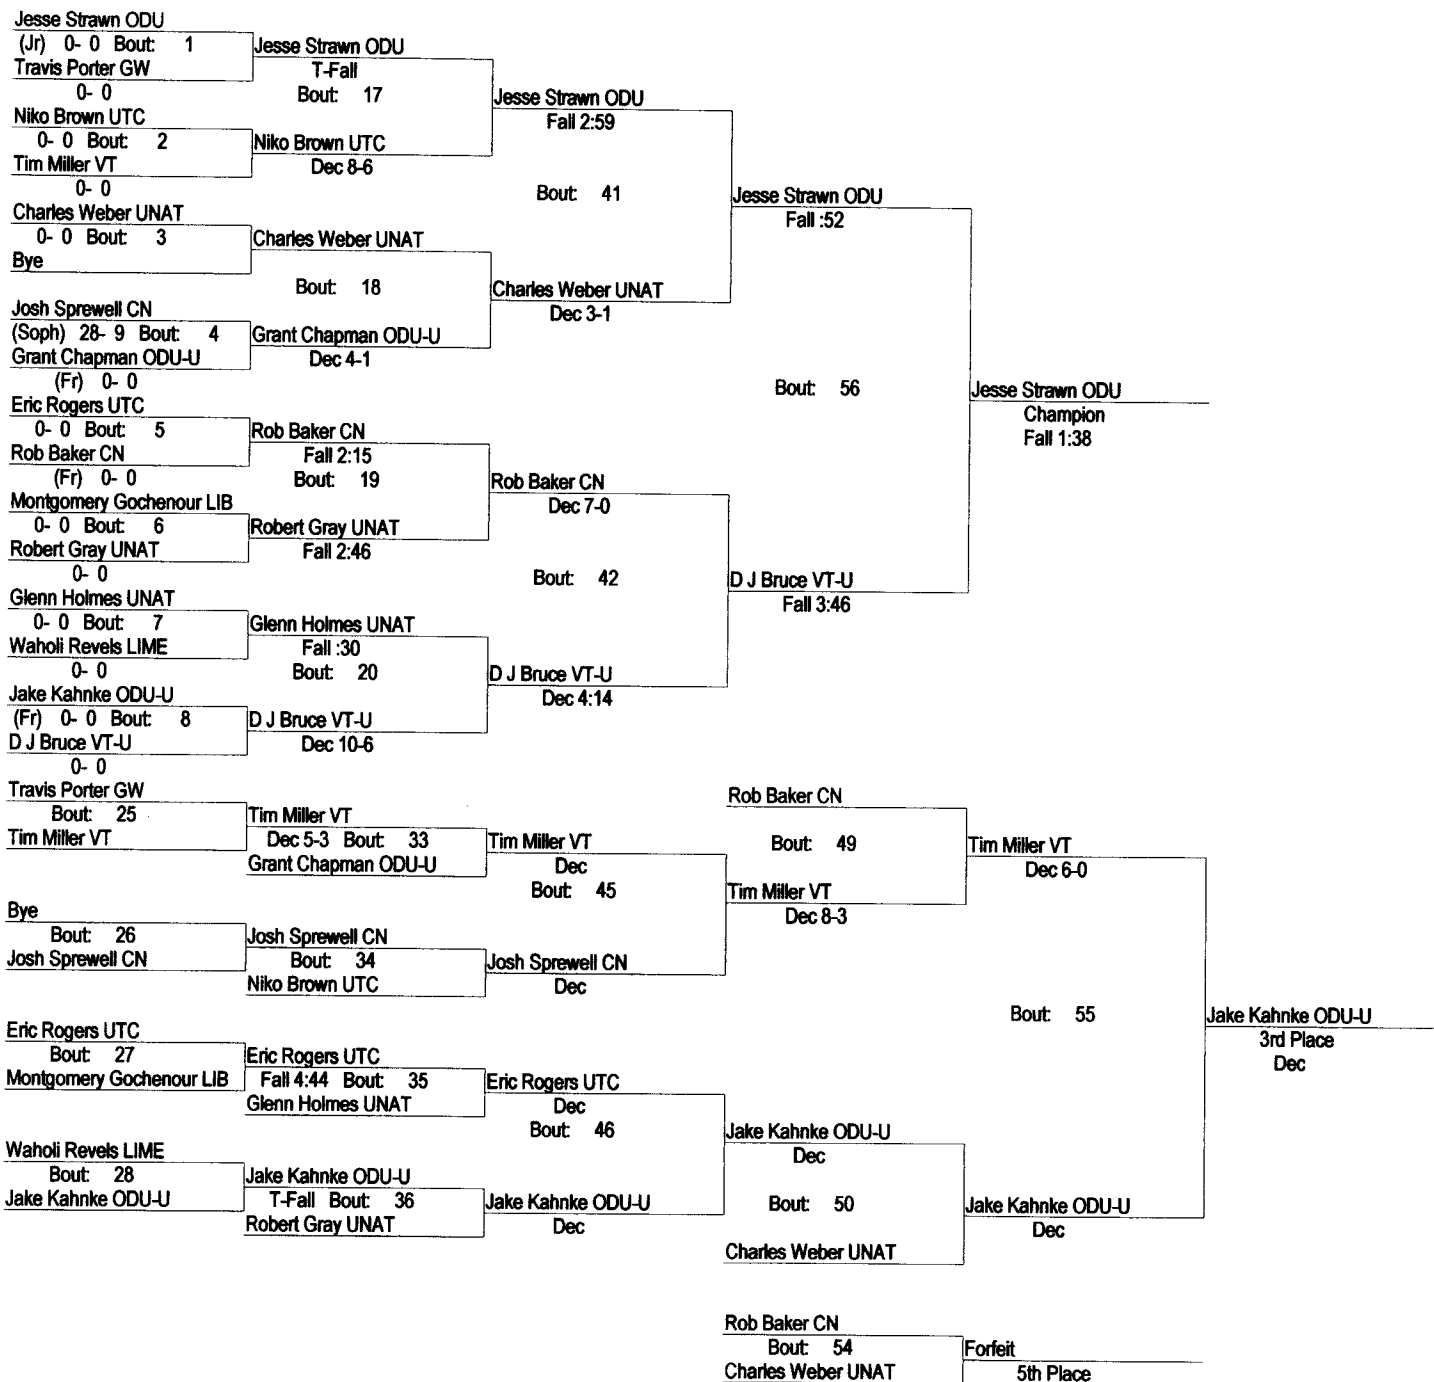 Jesse Strawn ODU
(Jr) 0- 0 Bout: 1
Travis Porter GW
0- 0
Niko Brown UTC
0- 0 Bout: 2
Tim Miller VT
0- 0
Charles Weber UNAT
0- 0 Bout: 3
Bye
Josh Sprewell CN
(Soph) 28- 9 Bout: 4
Grant Chapman ODU-U
(Fr) 0- 0
Eric Rogers UTC
0- 0 Bout: 5
Rob Baker CN
(Fr) 0- 0
Montgomery Gochenour LIB
0- 0 Bout: 6
Robert Gray UNAT
0- 0
Glenn Holmes UNAT
0- 0 Bout: 7
Waholi Revels LIME
0- 0
Jake Kahnke ODU-U
(Fr) 0- 0 Bout: 8
D J Bruce VT-U
0- 0
Jesse Strawn ODU
T-Fall
Bout: 17
Niko Brown UTC
Dec 8-6
Charles Weber UNAT
Bout: 18
Grant Chapman ODU-U
Dec 4-1
Rob Baker CN
Fall 2:15
Bout: 19
Robert Gray UNAT
Fall 2:46
Glenn Holmes UNAT
Fall :30
Bout: 20
D J Bruce VT-U
Dec 10-6
Jesse Strawn ODU
Fall 2:59
Bout: 41
Charles Weber UNAT
Dec 3-1
Rob Baker CN
Dec 7-0
Bout: 42
D J Bruce VT-U
Dec 4:14
Jesse Strawn ODU
Fall :52
Bout: 56
D J Bruce VT-U
Fall 3:46
Jesse Strawn ODU
Champion
Fall 1:38
Travis Porter GW
Bout: 25
Tim Miller VT
Bye
Bout: 26
Josh Sprewell CN
Eric Rogers UTC
Bout: 27
Montgomery Gochenour LIB
Waholi Revels LIME
Bout: 28
Jake Kahnke ODU-U
Tim Miller VT
Dec 5-3 Bout: 33
Grant Chapman ODU-U
Josh Sprewell CN
Bout: 34
Niko Brown UTC
Eric Rogers UTC
Fall 4:44 Bout: 35
Glenn Holmes UNAT
Jake Kahnke ODU-U
T-Fall Bout: 36
Robert Gray UNAT
Tim Miller VT
Dec
Bout: 45
Josh Sprewell CN
Dec
Eric Rogers UTC
Dec
Bout: 46
Jake Kahnke ODU-U
Dec
Rob Baker CN
Bout: 49
Tim Miller VT
Dec 8-3
Jake Kahnke ODU-U
Dec
Bout: 50
Charles Weber UNAT
Tim Miller VT
Dec 6-0
Bout: 55
Jake Kahnke ODU-U
Dec
Jake Kahnke ODU-U
3rd Place
Dec
Rob Baker CN
Bout: 54
Charles Weber UNAT
Forfeit
5th Place